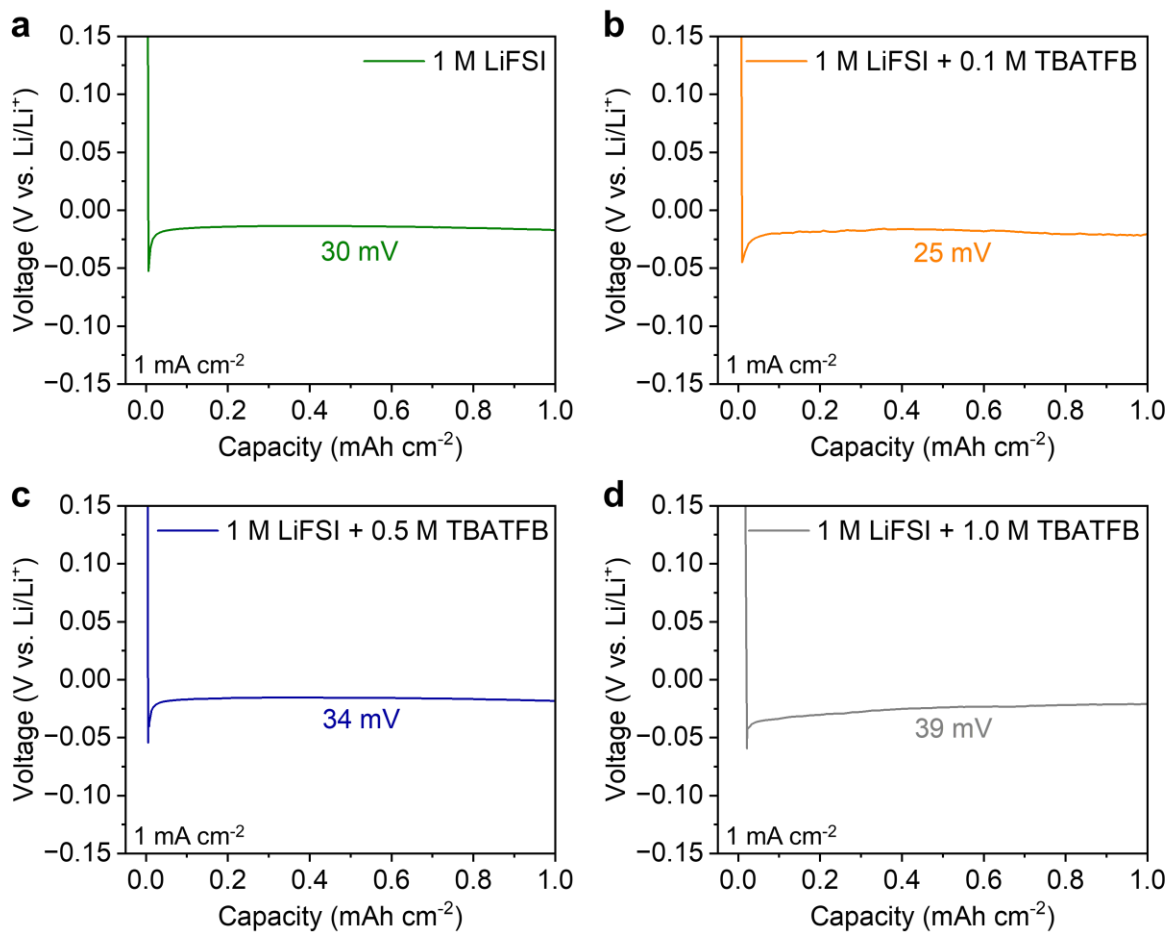 a
1 M LiFSI
Voltage (V vs. Li/Li⁺)
0.15
0.10
0.05
0.00
−0.05
−0.10
−0.15
30 mV
1 mA cm⁻²
0.0 0.2 0.4 0.6 0.8 1.0
Capacity (mAh cm⁻²)
b
1 M LiFSI + 0.1 M TBATFB
Voltage (V vs. Li/Li⁺)
0.15
0.10
0.05
0.00
−0.05
−0.10
−0.15
25 mV
1 mA cm⁻²
0.0 0.2 0.4 0.6 0.8 1.0
Capacity (mAh cm⁻²)
c
1 M LiFSI + 0.5 M TBATFB
Voltage (V vs. Li/Li⁺)
0.15
0.10
0.05
0.00
−0.05
−0.10
−0.15
34 mV
1 mA cm⁻²
0.0 0.2 0.4 0.6 0.8 1.0
Capacity (mAh cm⁻²)
d
1 M LiFSI + 1.0 M TBATFB
Voltage (V vs. Li/Li⁺)
0.15
0.10
0.05
0.00
−0.05
−0.10
−0.15
39 mV
1 mA cm⁻²
0.0 0.2 0.4 0.6 0.8 1.0
Capacity (mAh cm⁻²)